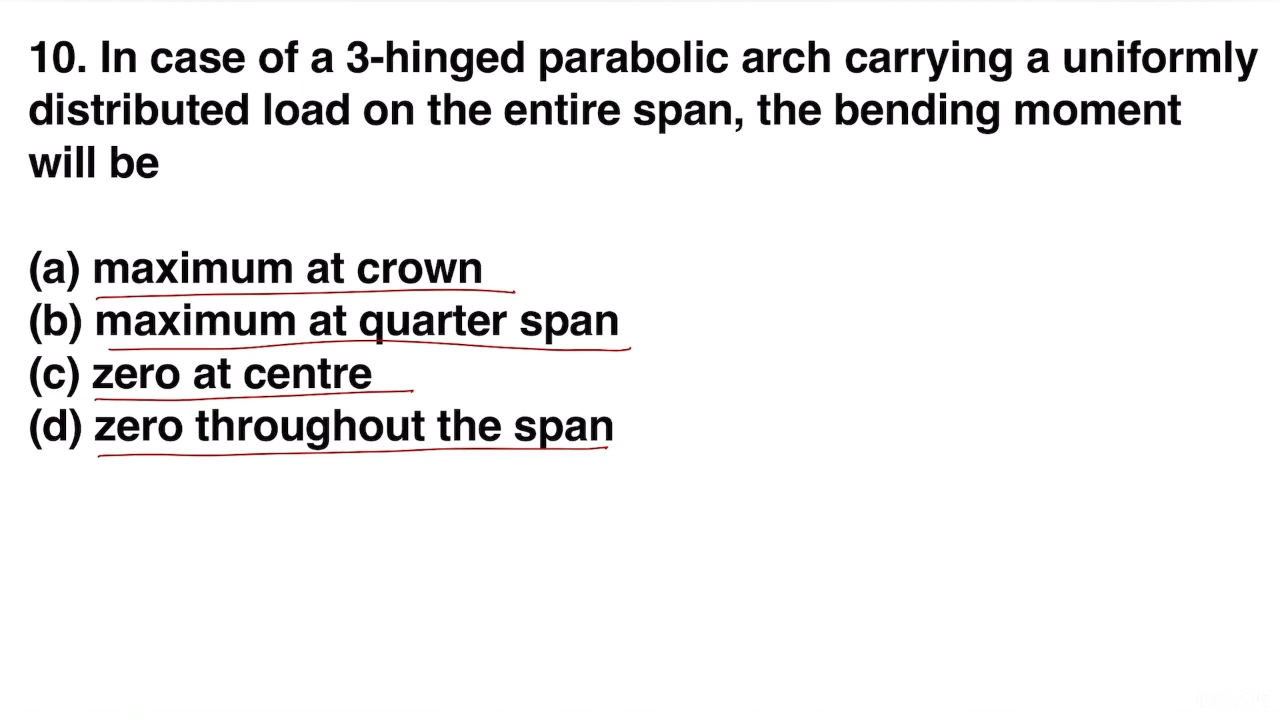 10. In case of a 3-hinged parabolic arch carrying a uniformly
distributed load on the entire span, the bending moment
will be
(a) maximum at crown
(b) maximum at quarter span
(c) zero at centre
(d) zero throughout the span